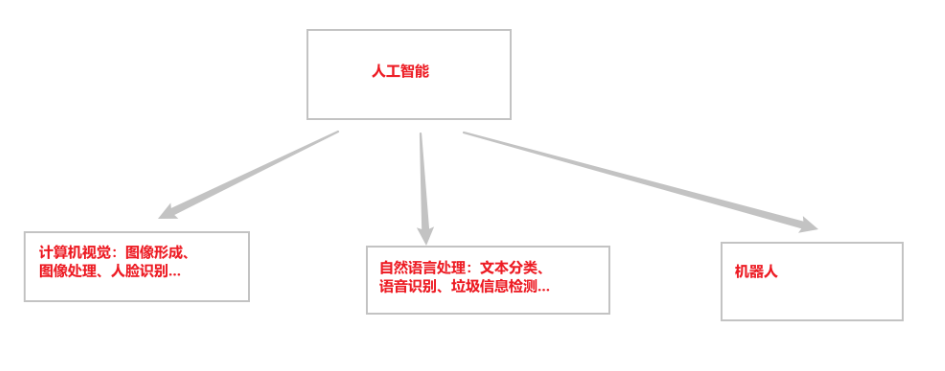 人工智能
计算机视觉：图像形成、
图像处理、人脸识别...
自然语言处理：文本分类、
语音识别、垃圾信息检测...
机器人